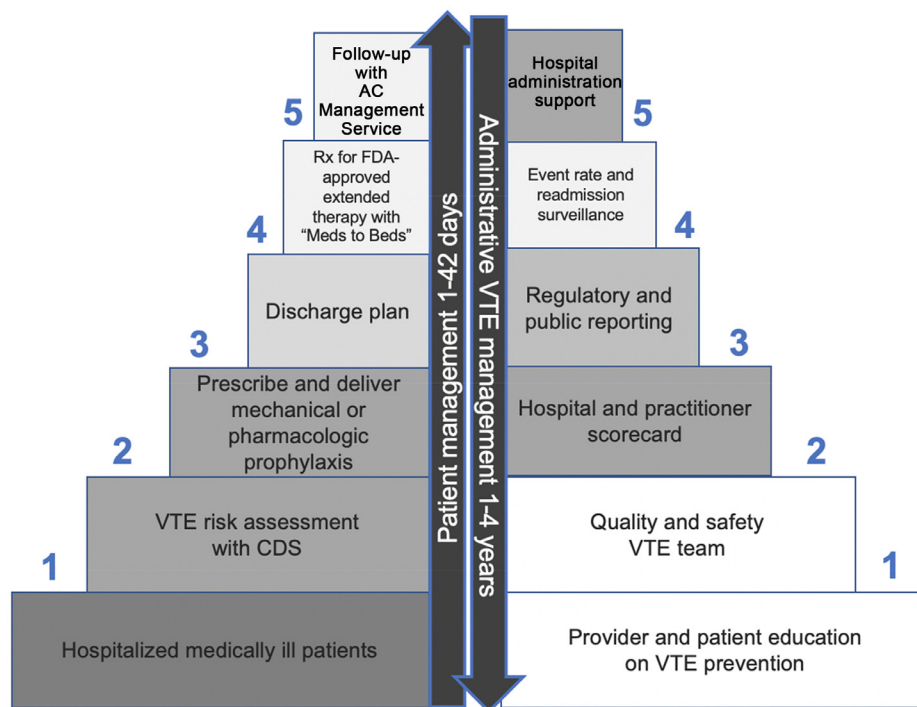 Follow-up
with
AC
Management
Service
5
Rx for FDA-
approved
extended
therapy with
“Meds to Beds”
4
Discharge plan
3
Prescribe and deliver
mechanical or
pharmacologic
prophylaxis
2
VTE risk assessment
with CDS
1
Hospitalized medically ill patients
Patient management 1-42 days
Administrative VTE management 1-4 years
Hospital
administration
support
5
Event rate and
readmission
surveillance
4
Regulatory and
public reporting
3
Hospital and practitioner
scorecard
2
Quality and safety
VTE team
1
Provider and patient education
on VTE prevention